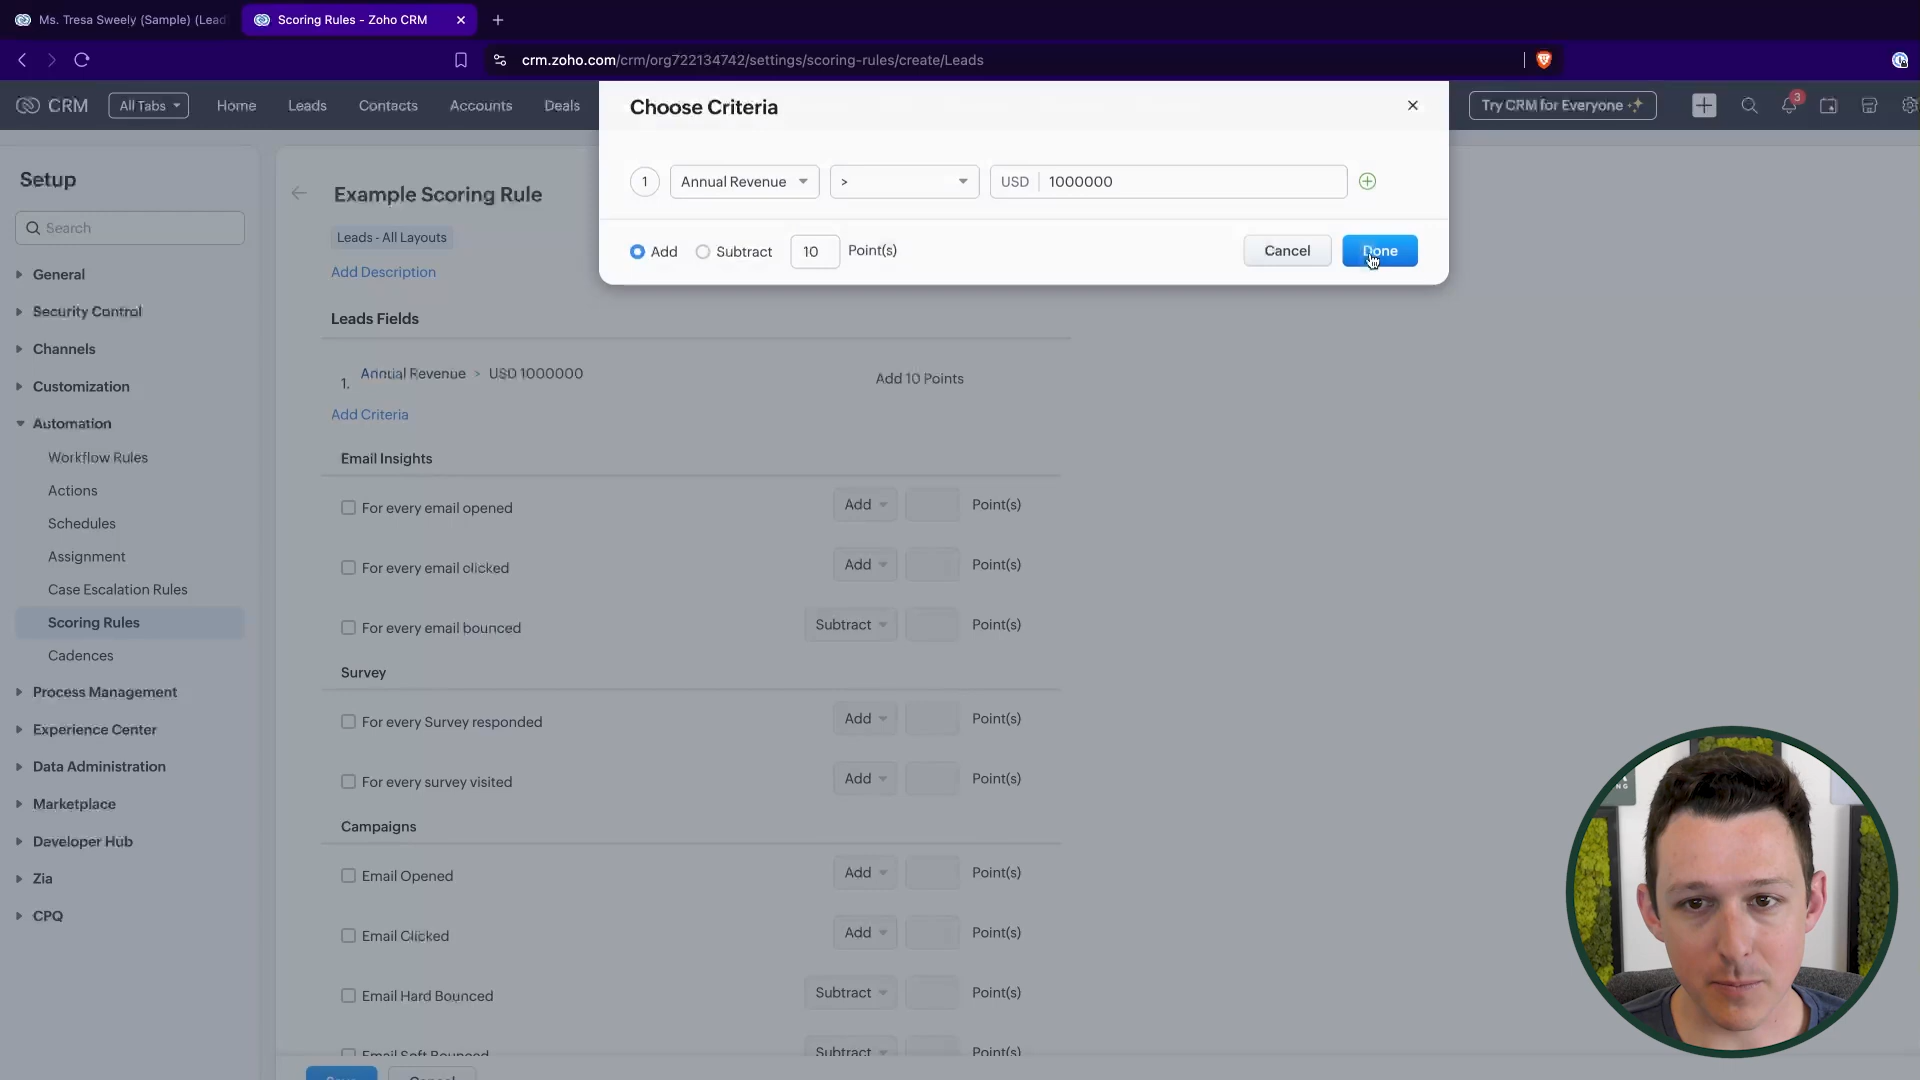 Ms. Tresa Sweely (Sample) (Lead
Scoring Rules - Zoho CRM
crm.zoho.com/crm/org722134742/settings/scoring-rules/create/Leads
CRM
All Tabs
Home
Leads
Contacts
Accounts
Deals
Try CRM for Everyone
3
Choose Criteria
1
Annual Revenue
>
USD
1000000
Add
Subtract
10
Point(s)
Cancel
Done
Setup
Search
General
Security Control
Channels
Customization
Automation
Workflow Rules
Actions
Schedules
Assignment
Case Escalation Rules
Scoring Rules
Cadences
Process Management
Experience Center
Data Administration
Marketplace
Developer Hub
Zia
CPQ
Example Scoring Rule
Leads - All Layouts
Add Description
Leads Fields
1. Annual Revenue > USD 1000000 Add 10 Points
Add Criteria
Email Insights
For every email opened Add Point(s)
For every email clicked Add Point(s)
For every email bounced Subtract Point(s)
Survey
For every Survey responded Add Point(s)
For every survey visited Add Point(s)
Campaigns
Email Opened Add Point(s)
Email Clicked Add Point(s)
Email Hard Bounced Subtract Point(s)
Email Soft Bounced Subtract Point(s)
Save Cancel